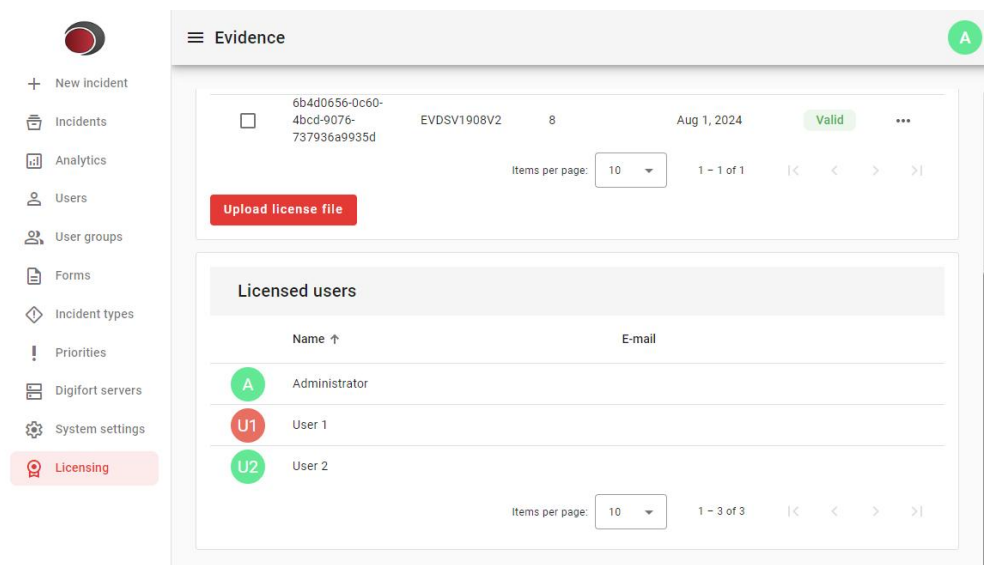 Evidence
A
New incident
Incidents
Analytics
Users
User groups
Forms
Incident types
Priorities
Digifort servers
System settings
Licensing
6b4d0656-0c60-
4bcd-9076-
737936a9935d
EVDSV1908V2 8 Aug 1, 2024 Valid
Items per page: 10 1 – 1 of 1
Upload license file
Licensed users
Name E-mail
A Administrator
U1 User 1
U2 User 2
Items per page: 10 1 – 3 of 3